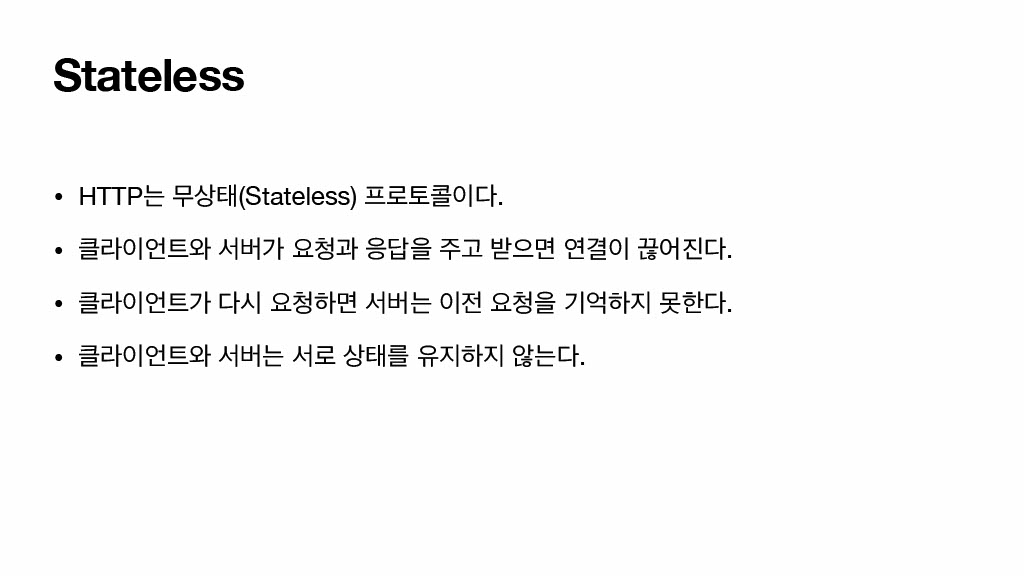 Stateless
• HTTP는 무상태(Stateless) 프로토콜이다.
• 클라이언트와 서버가 요청과 응답을 주고 받으면 연결이 끊어진다.
• 클라이언트가 다시 요청하면 서버는 이전 요청을 기억하지 못한다.
• 클라이언트와 서버는 서로 상태를 유지하지 않는다.